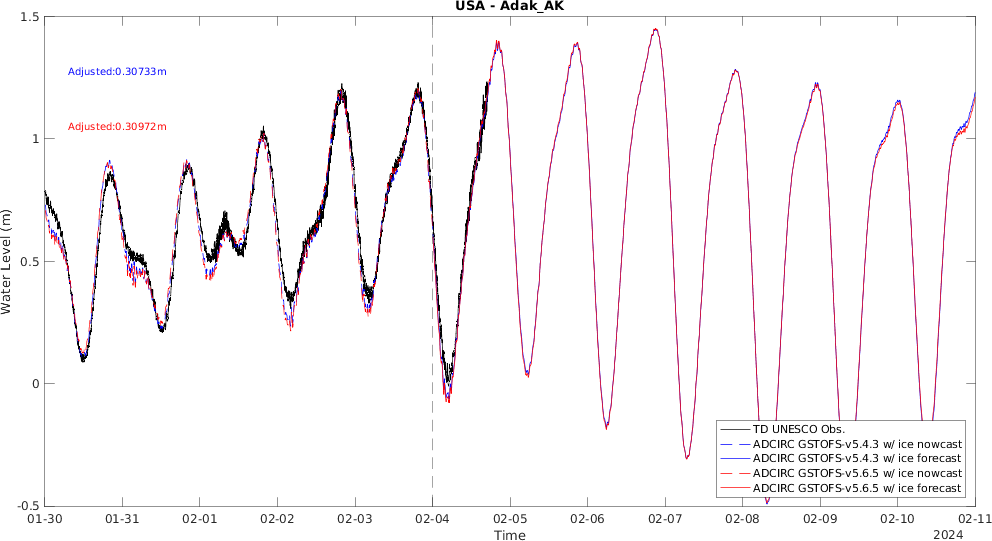 USA - Adak_AK
1.5
Adjusted:0.30733m
Adjusted:0.30972m
1
0.5
0
-0.5
Water Level (m)
TD UNESCO Obs.
ADCIRC GSTOFS-v5.4.3 w/ ice nowcast
ADCIRC GSTOFS-v5.4.3 w/ ice forecast
ADCIRC GSTOFS-v5.6.5 w/ ice nowcast
ADCIRC GSTOFS-v5.6.5 w/ ice forecast
01-30 01-31 02-01 02-02 02-03 02-04 02-05 02-06 02-07 02-08 02-09 02-10 02-11
Time
2024